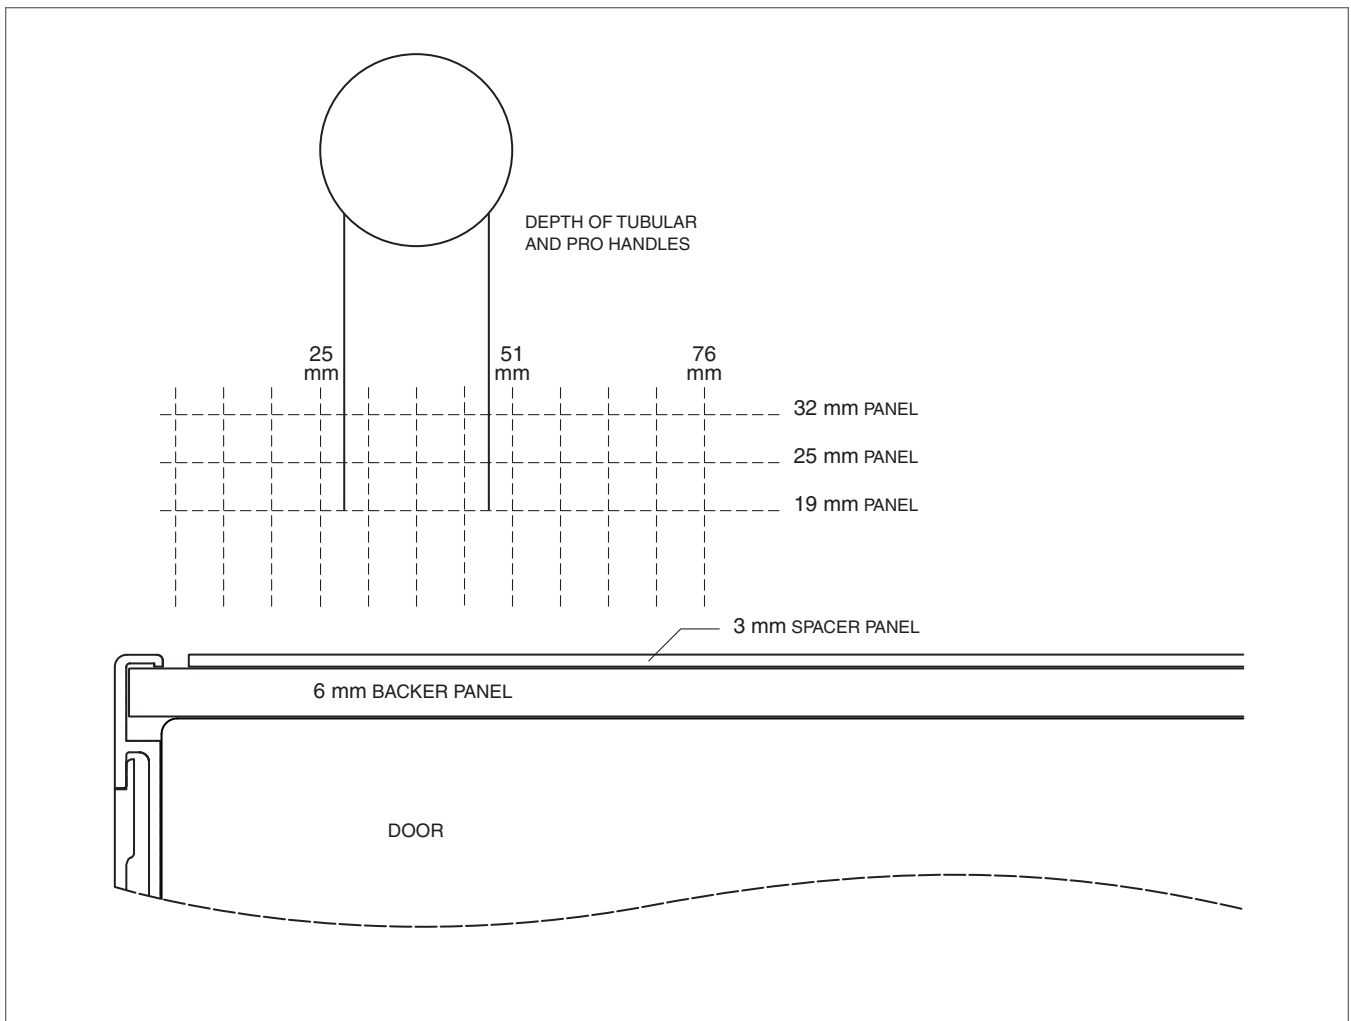 DEPTH OF TUBULAR
AND PRO HANDLES
25
mm
51
mm
76
mm
32 mm PANEL
25 mm PANEL
19 mm PANEL
3 mm SPACER PANEL
6 mm BACKER PANEL
DOOR